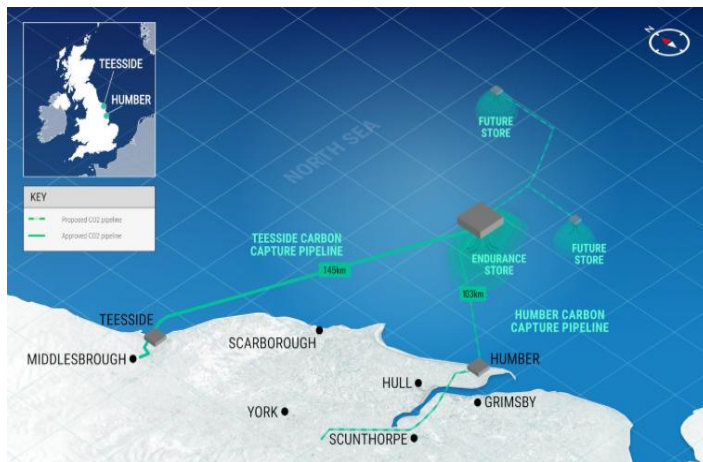 TEESSIDE
HUMBER
N
KEY
Proposed CO2 pipeline
Approved CO2 pipeline
NORTH SEA
FUTURE
STORE
TEESSIDE CARBON
CAPTURE PIPELINE
145km
ENDURANCE
STORE
FUTURE
STORE
103km
HUMBER CARBON
CAPTURE PIPELINE
TEESSIDE
MIDDLESBROUGH
SCARBOROUGH
HUMBER
HULL
GRIMSBY
YORK
SCUNTHORPE